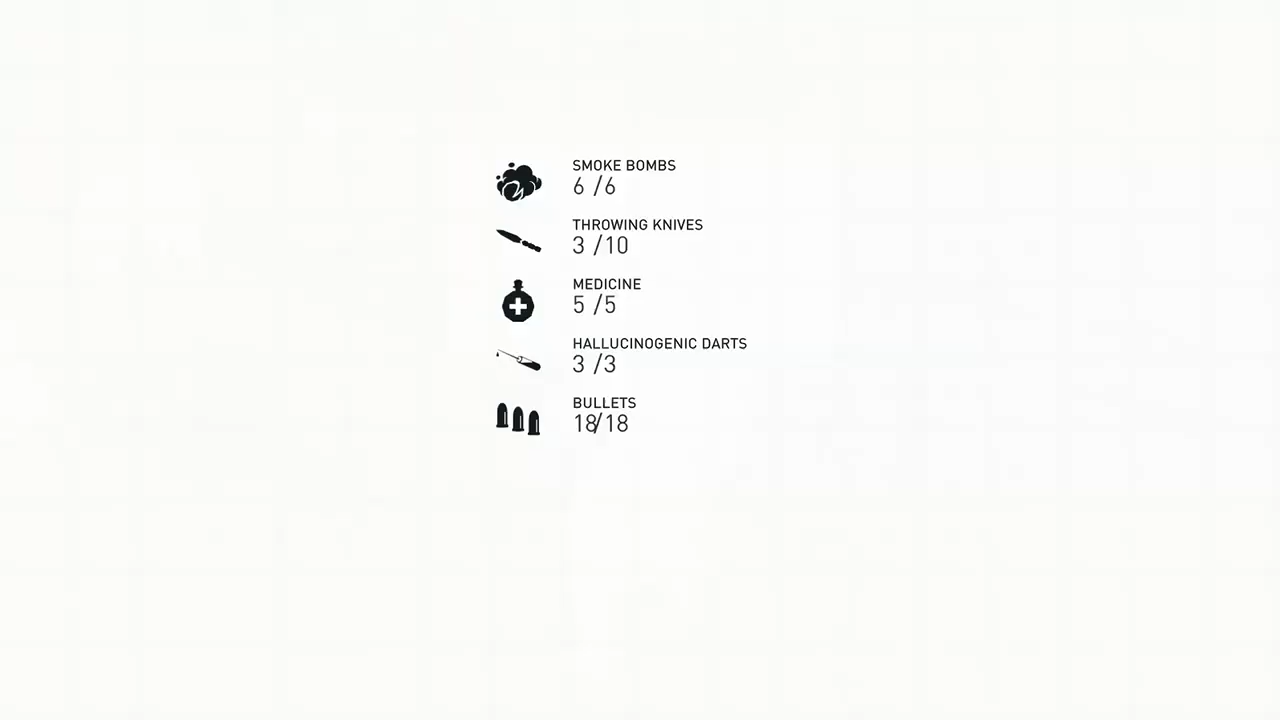 SMOKE BOMBS
6 /6
THROWING KNIVES
3 /10
MEDICINE
5 /5
HALLUCINOGENIC DARTS
3 /3
BULLETS
18/18